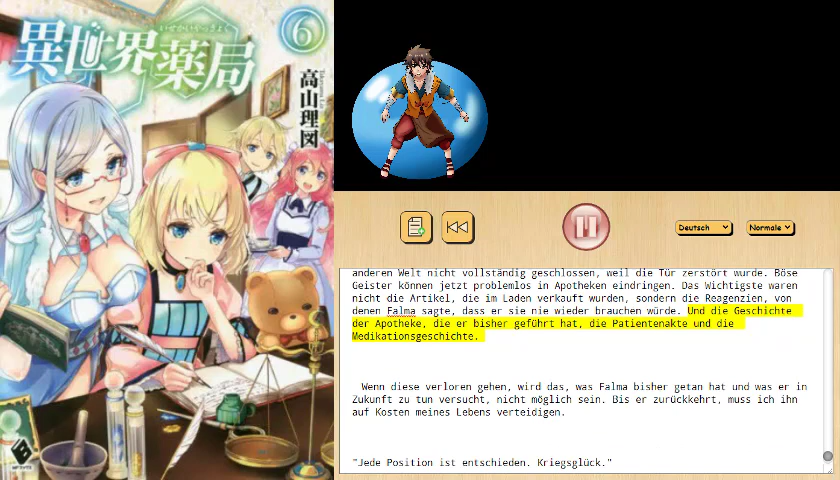 いせかいやっきょく
異世界薬局
6
高山理図
MFブックス
Deutsch
Normale
anderen Welt nicht vollständig geschlossen, weil die Tür zerstört wurde. Böse
Geister können jetzt problemlos in Apotheken eindringen. Das Wichtigste waren
nicht die Artikel, die im Laden verkauft wurden, sondern die Reagenzien, von
denen Falma sagte, dass er sie nie wieder brauchen würde. Und die Geschichte
der Apotheke, die er bisher geführt hat, die Patientenakte und die
Medikationsgeschichte.
Wenn diese verloren gehen, wird das, was Falma bisher getan hat und was er in
Zukunft zu tun versucht, nicht möglich sein. Bis er zurückkehrt, muss ich ihn
auf Kosten meines Lebens verteidigen.
"Jede Position ist entschieden. Kriegsglück."